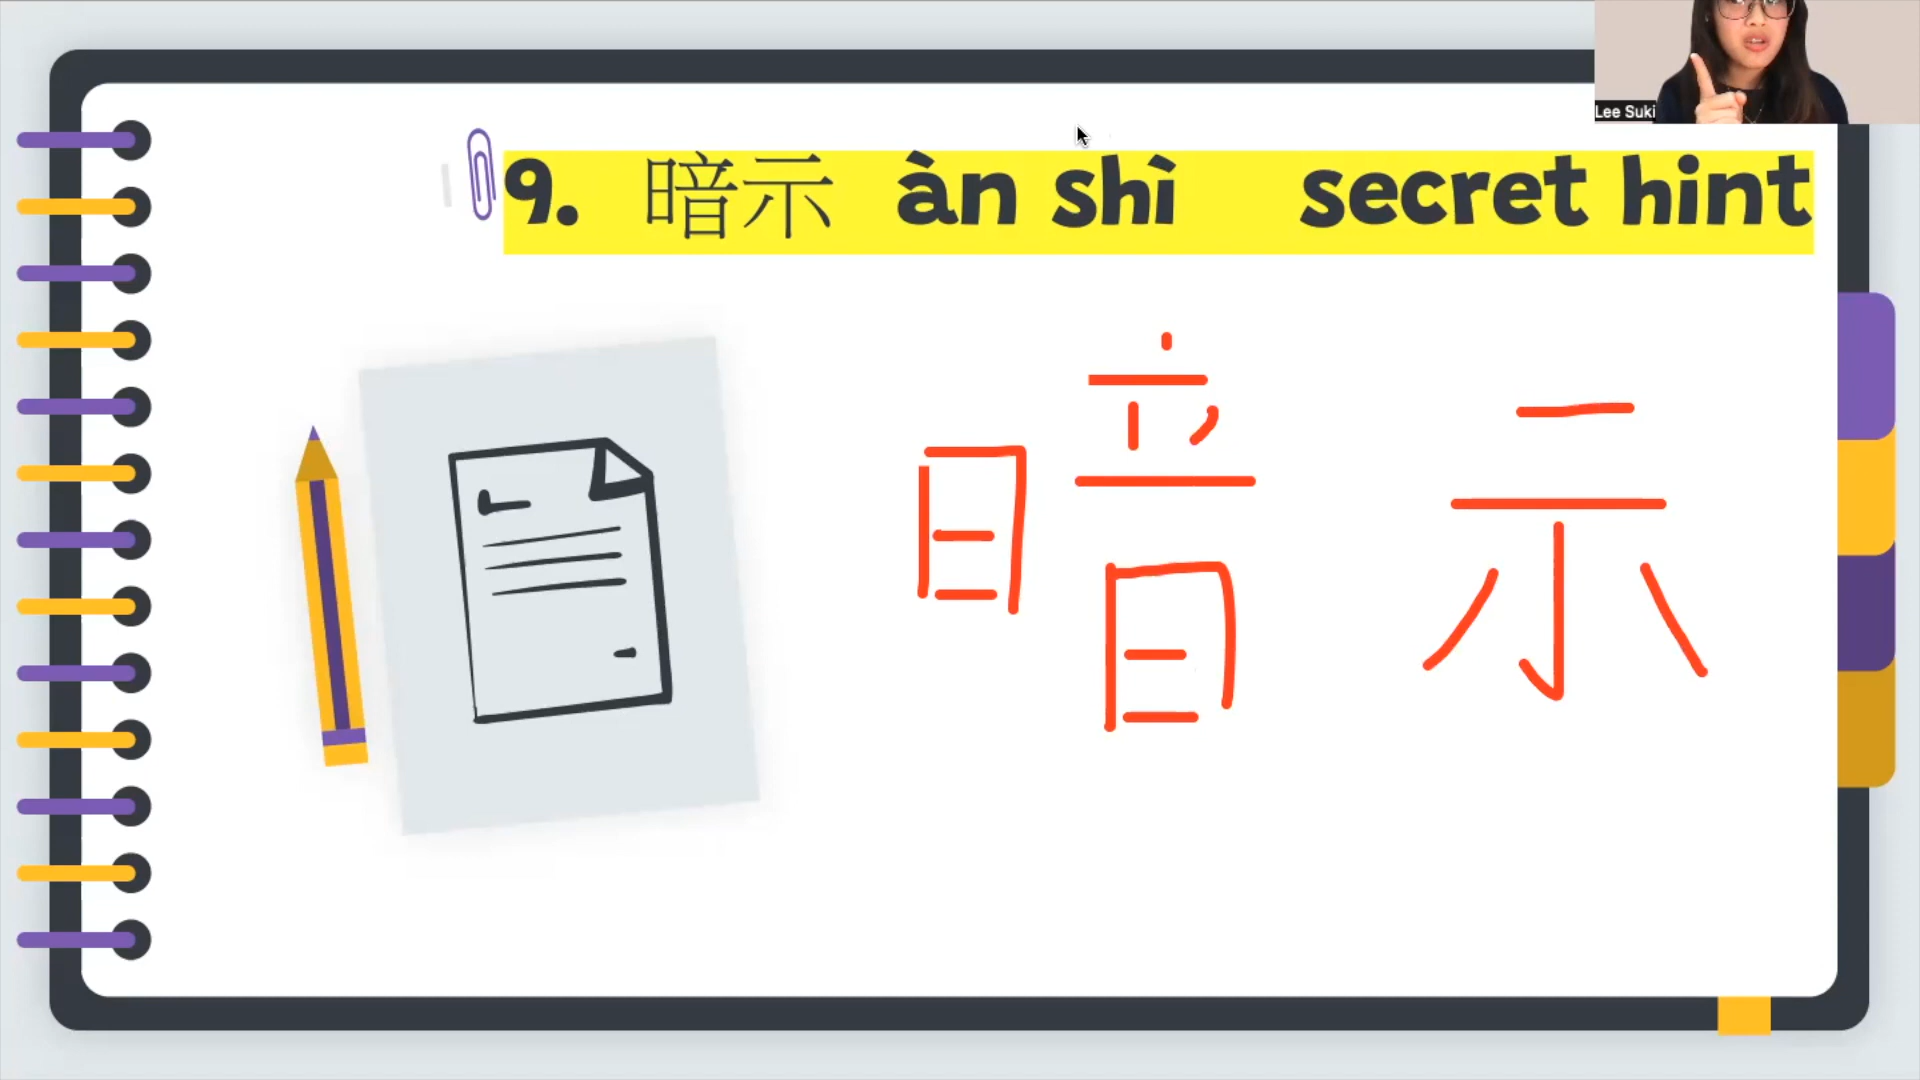 Lee Suki
9. 暗示 àn shì secret hint
暗示